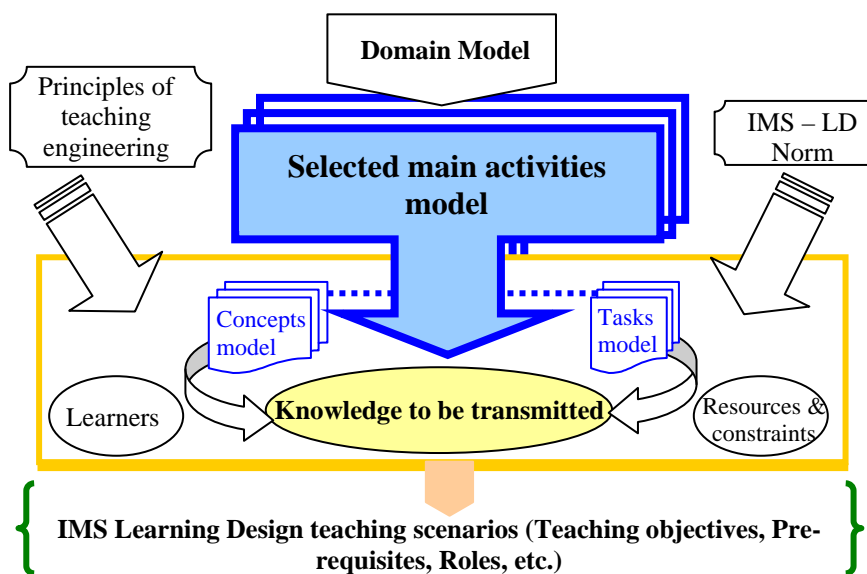 Domain Model
Principles of
teaching
engineering
IMS – LD
Norm
Selected main activities
model
Concepts
model
Tasks
model
Learners
Knowledge to be transmitted
Resources &
constraints
IMS Learning Design teaching scenarios (Teaching objectives, Pre-
requisites, Roles, etc.)